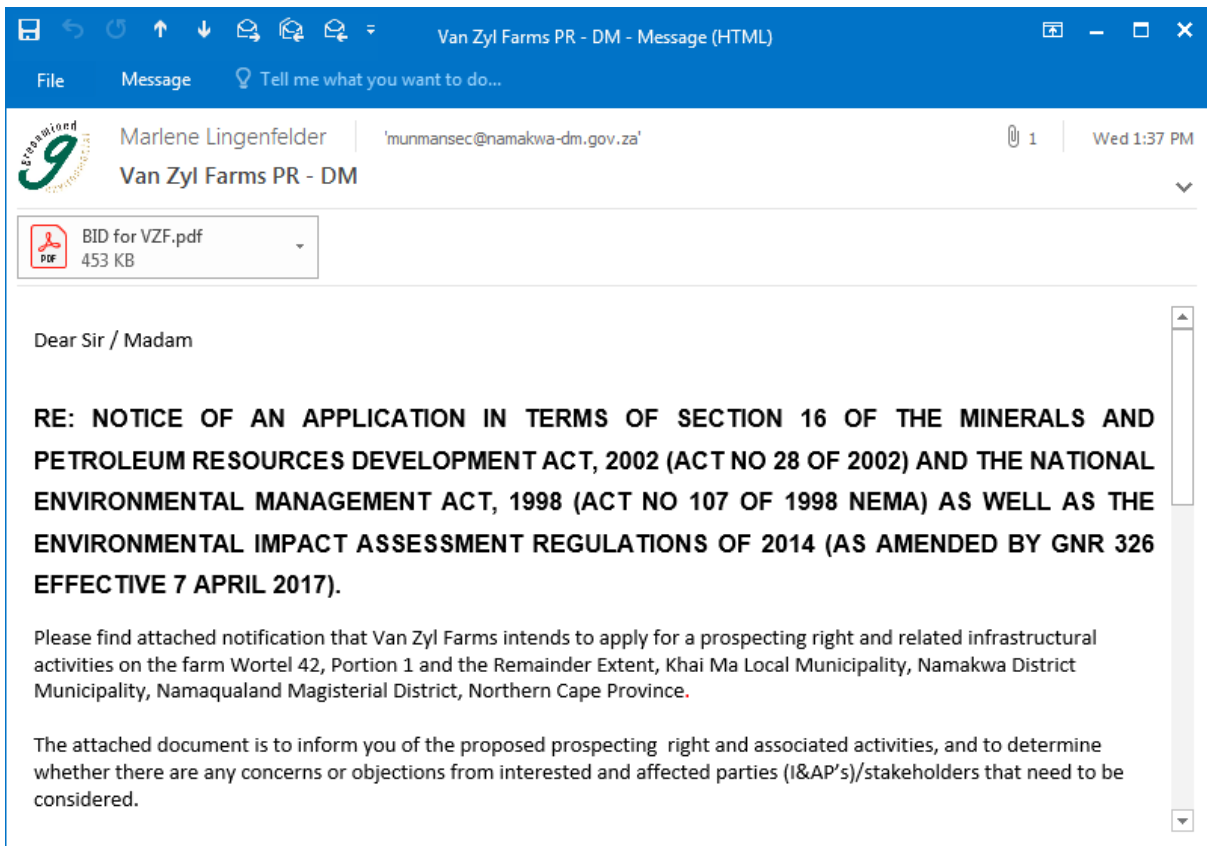 Van Zyl Farms PR - DM - Message (HTML)
File Message Tell me what you want to do...
greenmined
g
Marlene Lingenfelder 'munmansec@namakwa-dm.gov.za' 1 Wed 1:37 PM
Van Zyl Farms PR - DM
BID for VZF.pdf
PDF
453 KB
Dear Sir / Madam
RE: NOTICE OF AN APPLICATION IN TERMS OF SECTION 16 OF THE MINERALS AND
PETROLEUM RESOURCES DEVELOPMENT ACT, 2002 (ACT NO 28 OF 2002) AND THE NATIONAL
ENVIRONMENTAL MANAGEMENT ACT, 1998 (ACT NO 107 OF 1998 NEMA) AS WELL AS THE
ENVIRONMENTAL IMPACT ASSESSMENT REGULATIONS OF 2014 (AS AMENDED BY GNR 326
EFFECTIVE 7 APRIL 2017).
Please find attached notification that Van Zyl Farms intends to apply for a prospecting right and related infrastructural
activities on the farm Wortel 42, Portion 1 and the Remainder Extent, Khai Ma Local Municipality, Namakwa District
Municipality, Namaqualand Magisterial District, Northern Cape Province.
The attached document is to inform you of the proposed prospecting  right and associated activities, and to determine
whether there are any concerns or objections from interested and affected parties (I&AP's)/stakeholders that need to be
considered.